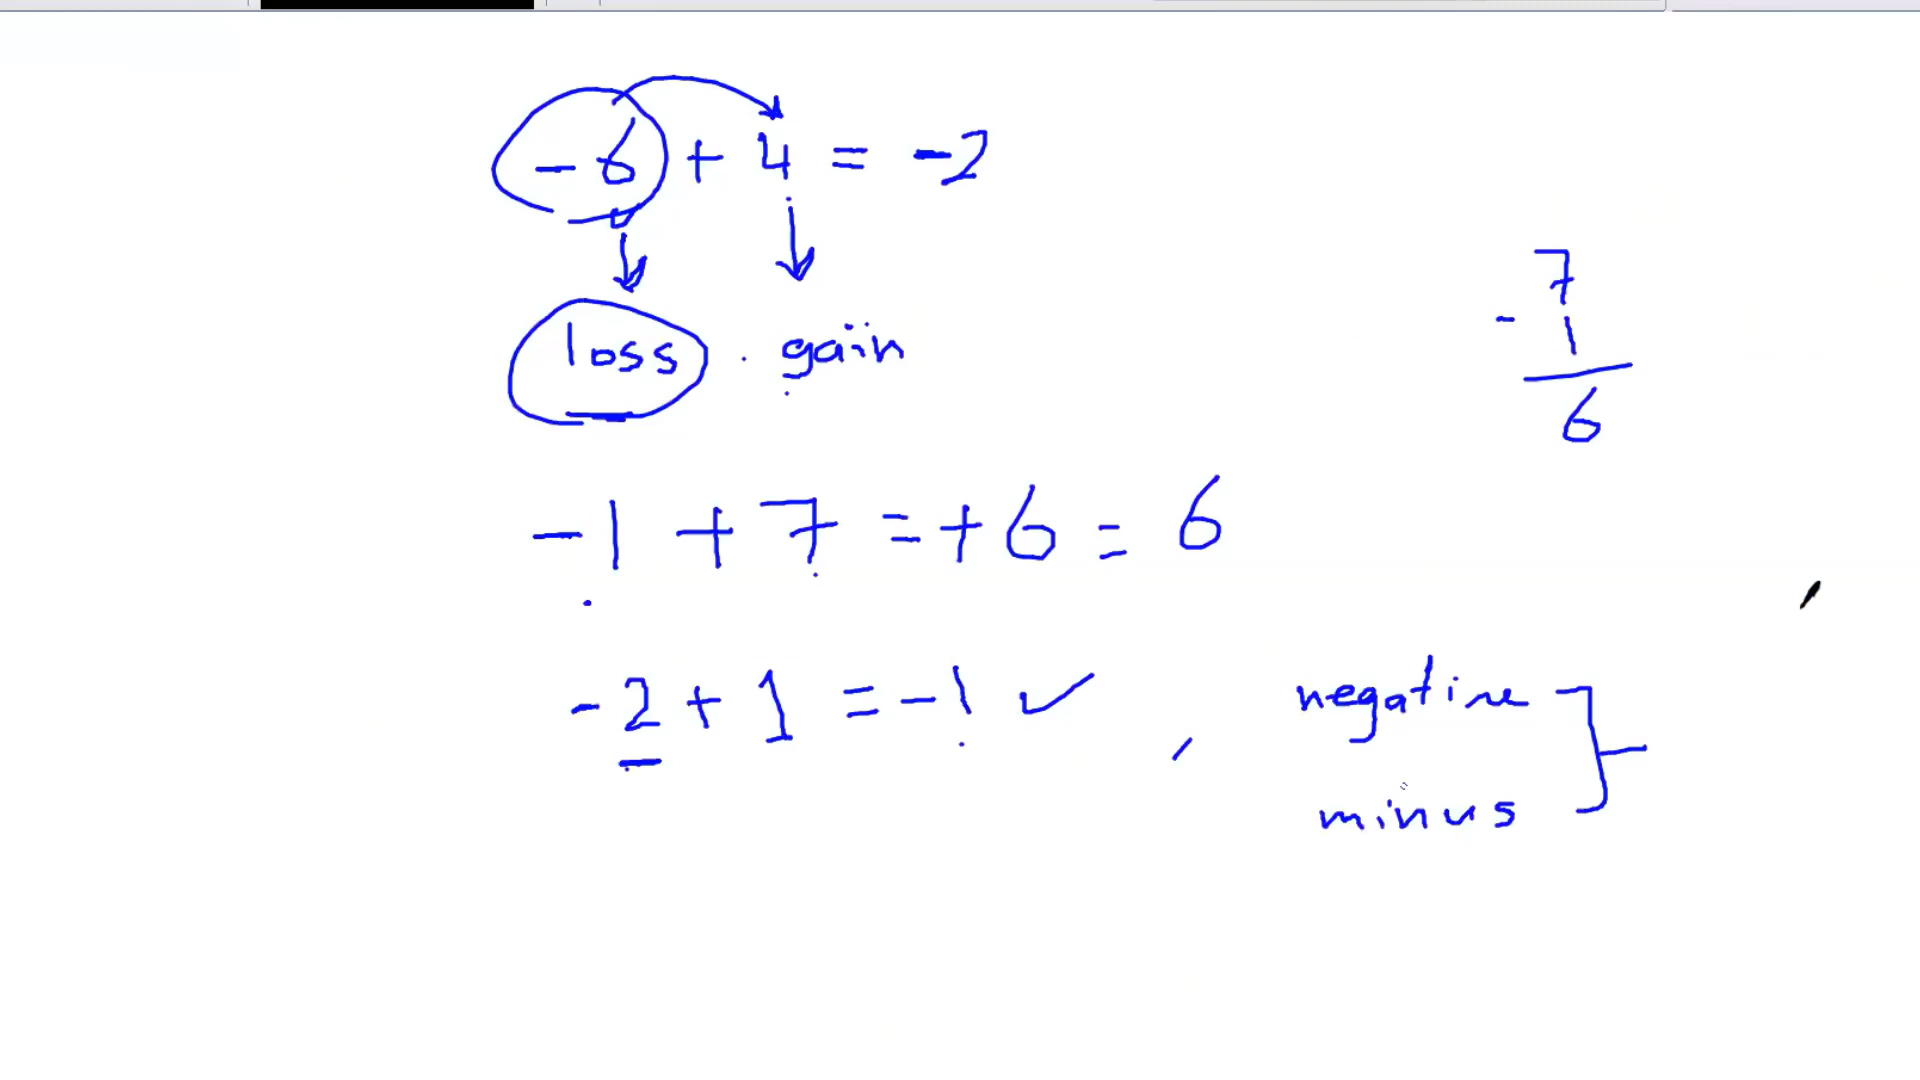 -6 + 4 = -2
loss . gain
7
- 1
6
-1 + 7 = +6 = 6
-2 + 1 = -1 ✓ , negative
minus